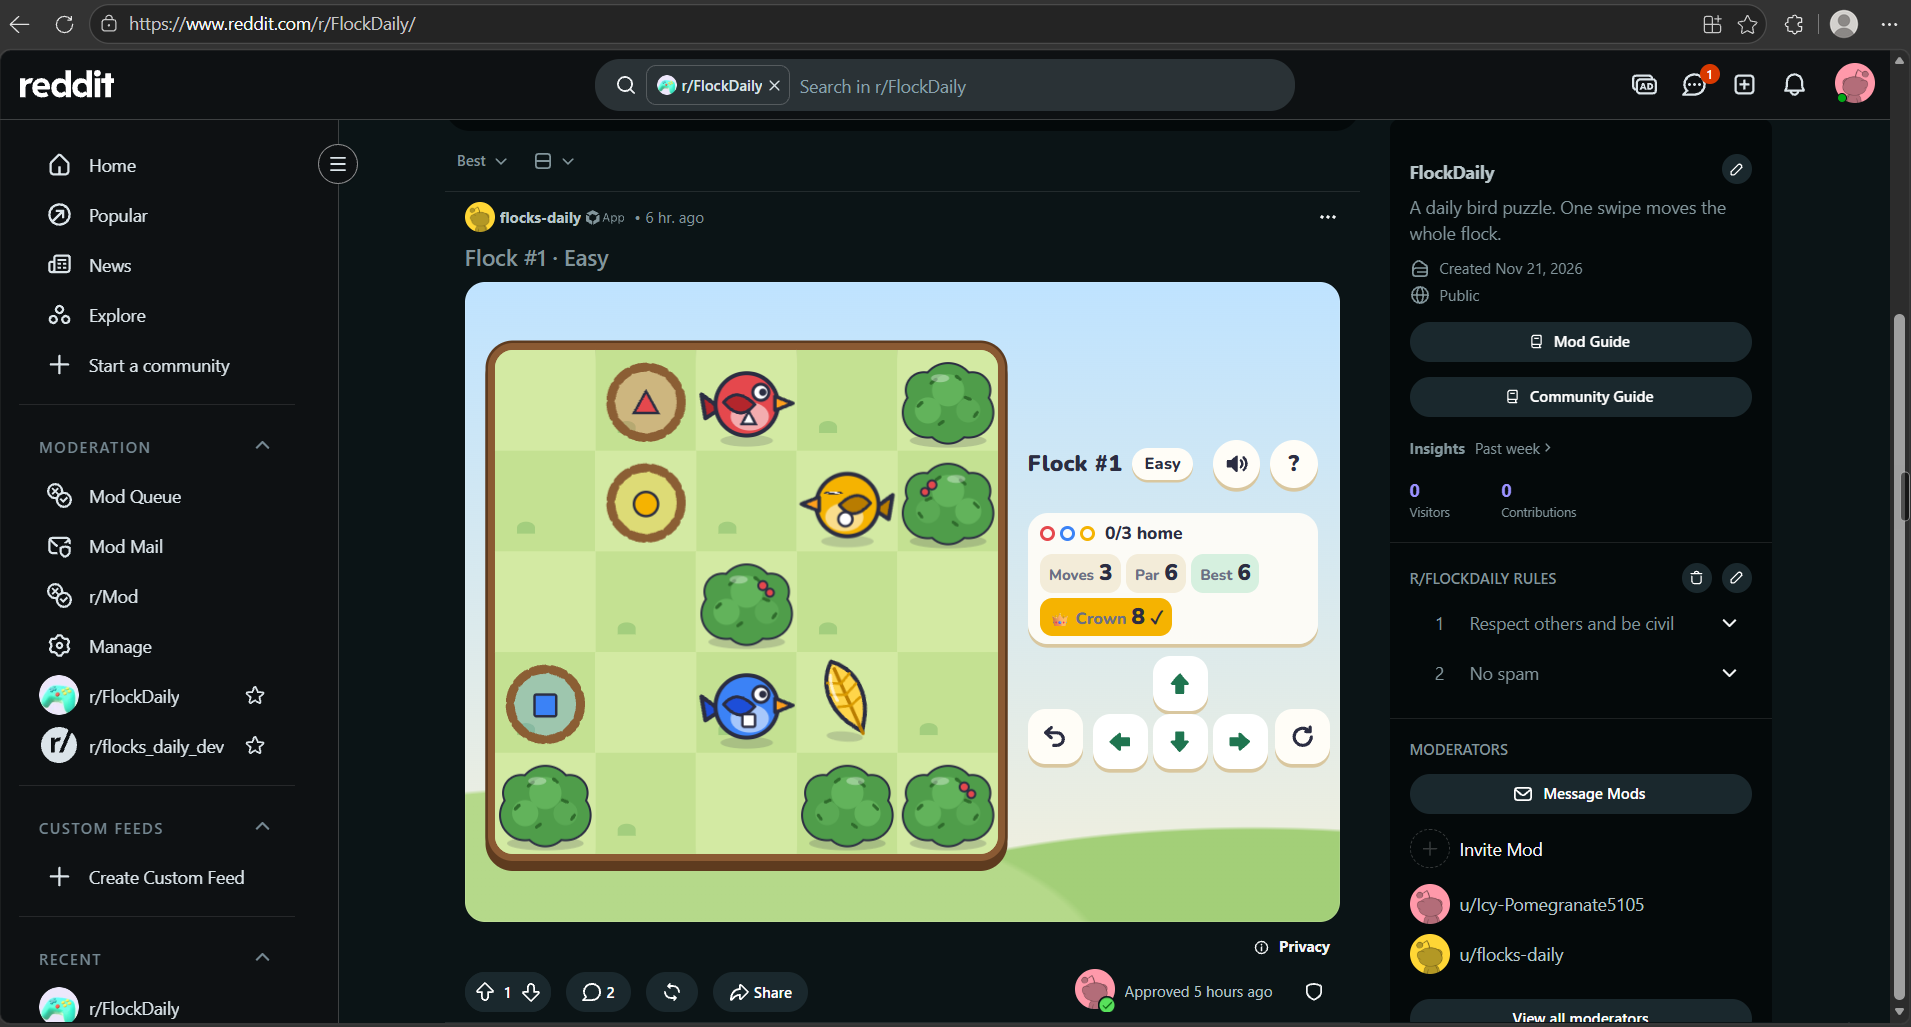 https://www.reddit.com/r/FlockDaily/
reddit
r/FlockDaily
Search in r/FlockDaily
AD
1
Home
Popular
News
Explore
Start a community
MODERATION
Mod Queue
Mod Mail
r/Mod
Manage
r/FlockDaily
r/ r/flocks_daily_dev
CUSTOM FEEDS
Create Custom Feed
RECENT
r/FlockDaily
Best
flocks-daily App • 6 hr. ago
Flock #1 · Easy
Flock #1 Easy ?
0/3 home
Moves 3 Par 6 Best 6
Crown 8 ✓
Privacy
1 2 Share
Approved 5 hours ago
FlockDaily
A daily bird puzzle. One swipe moves the
whole flock.
Created Nov 21, 2026
Public
Mod Guide
Community Guide
Insights Past week
0 0
Visitors Contributions
R/FLOCKDAILY RULES
1 Respect others and be civil
2 No spam
MODERATORS
Message Mods
Invite Mod
u/Icy-Pomegranate5105
u/flocks-daily
View all moderators